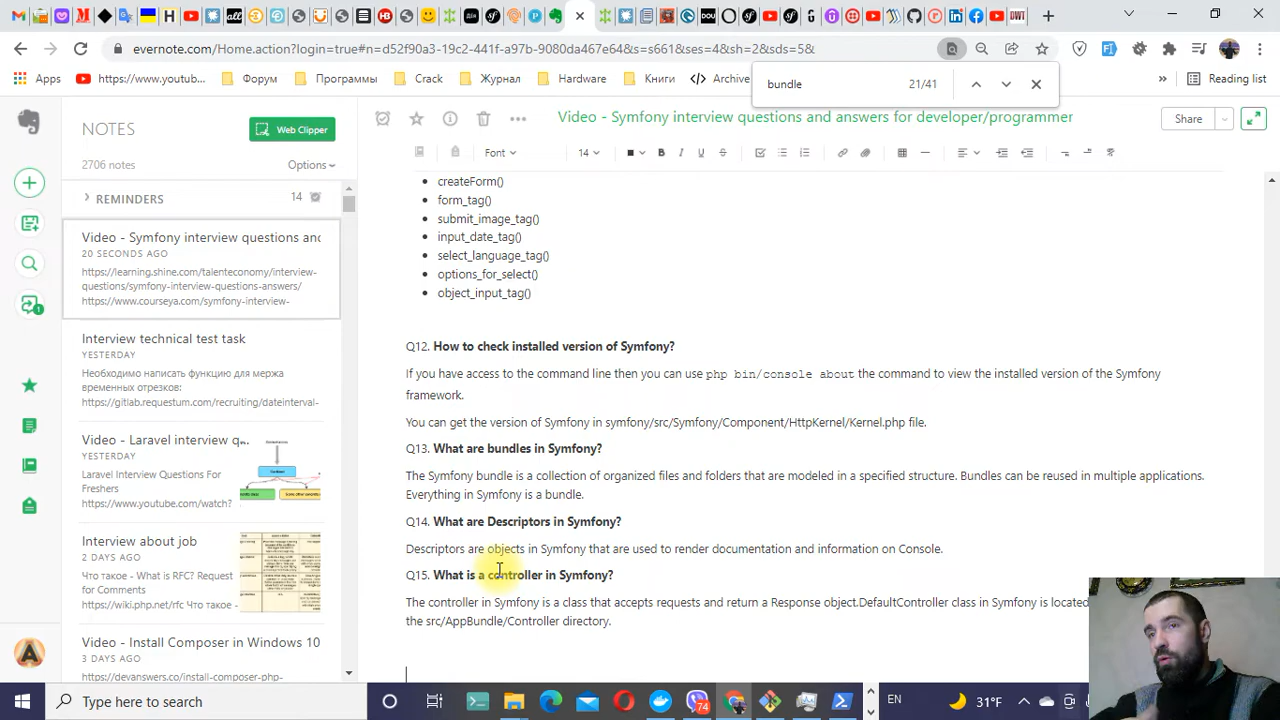 evernote.com/Home.action?login=true#n=d52f90a3-19c2-441f-a97b-9080da467e64&s=s661&ses=4&sh=2&sds=5&
Apps
https://www.youtub...
Форум
Программы
Crack
Журнал
Hardware
Книги
Archive
»
Reading list
bundle
21/41
NOTES
Web Clipper
2706 notes
Options
REMINDERS
14
Video - Symfony interview questions and
20 SECONDS AGO
https://learning.shine.com/talenteconomy/interview-
questions/symfony-interview-questions-answers/
https://www.courseya.com/symfony-interview-
Interview technical test task
YESTERDAY
Необходимо написать функцию для мержа
временных отрезков:
https://gitlab.requestum.com/recruiting/dateinterval-
Video - Laravel interview q...
YESTERDAY
Laravel Interview Questions For
Freshers
https://www.youtube.com/watch?
Interview about job
2 DAYS AGO
Что такое - What is RFC? Request
for Comments
https://wiki.php.net/rfc Что такое -
Video - Install Composer in Windows 10
3 DAYS AGO
https://devanswers.co/install-composer-php-
Video - Symfony interview questions and answers for developer/programmer
Share
Font
14
B
I
U
S
• createForm()
• form_tag()
• submit_image_tag()
• input_date_tag()
• select_language_tag()
• options_for_select()
• object_input_tag()
Q12. How to check installed version of Symfony?
If you have access to the command line then you can use php bin/console about the command to view the installed version of the Symfony
framework.
You can get the version of Symfony in symfony/src/Symfony/Component/HttpKernel/Kernel.php file.
Q13. What are bundles in Symfony?
The Symfony bundle is a collection of organized files and folders that are modeled in a specified structure. Bundles can be reused in multiple applications.
Everything in Symfony is a bundle.
Q14. What are Descriptors in Symfony?
Descriptors are objects in Symfony that are used to render documentation and information on Console.
Q15. What is a controller in Symfony?
The controller in Symfony is a class that accepts requests and return a Response object.DefaultController class in Symfony is located
the src/AppBundle/Controller directory.
Type here to search
74
EN
31°F